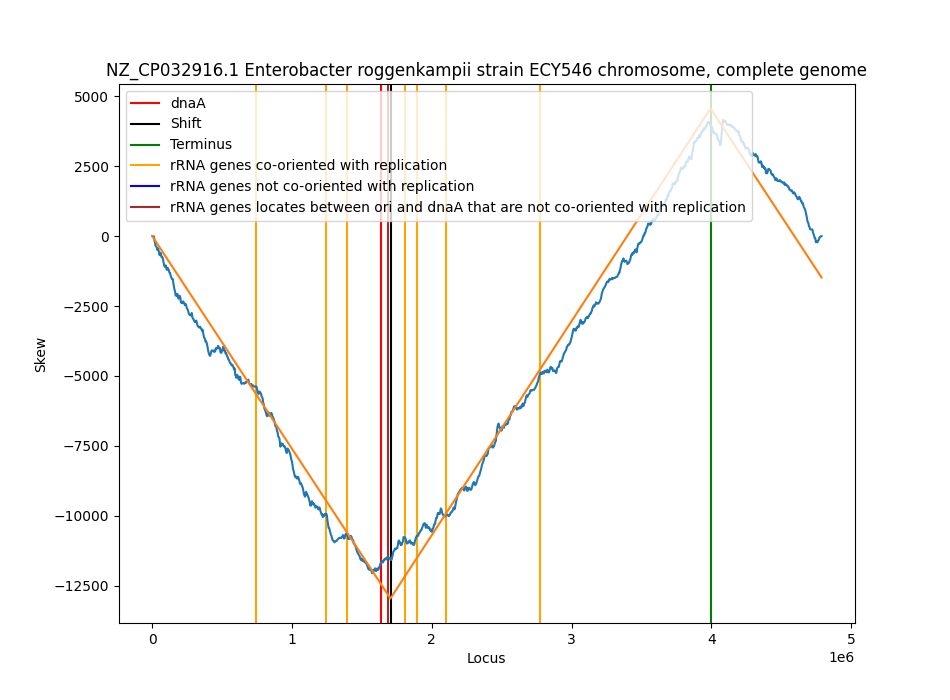 NZ_CP032916.1 Enterobacter roggenkampii strain ECY546 chromosome, complete genome
dnaA
Shift
Terminus
rRNA genes co-oriented with replication
rRNA genes not co-oriented with replication
rRNA genes locates between ori and dnaA that are not co-oriented with replication
5000
2500
0
−2500
−5000
−7500
−10000
−12500
Skew
0 1 2 3 4 5
1e6
Locus